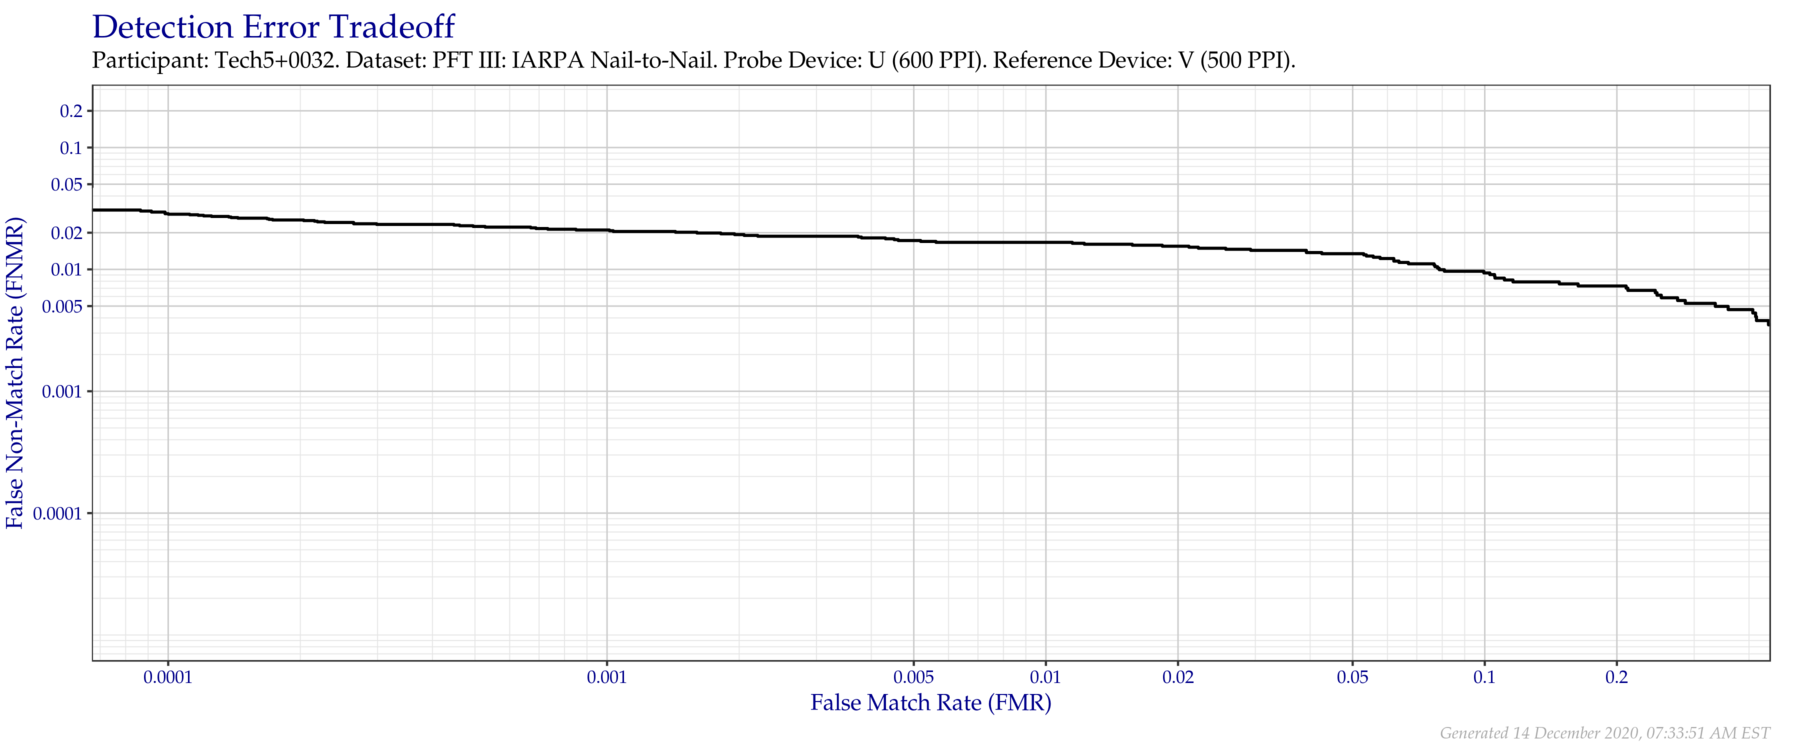 Detection Error Tradeoff
Participant: Tech5+0032. Dataset: PFT III: IARPA Nail-to-Nail. Probe Device: U (600 PPI). Reference Device: V (500 PPI).
False Non-Match Rate (FNMR)
0.2
0.1
0.05
0.02
0.01
0.005
0.001
0.0001
0.0001 0.001 0.005 0.01 0.02 0.05 0.1 0.2
False Match Rate (FMR)
Generated 14 December 2020, 07:33:51 AM EST